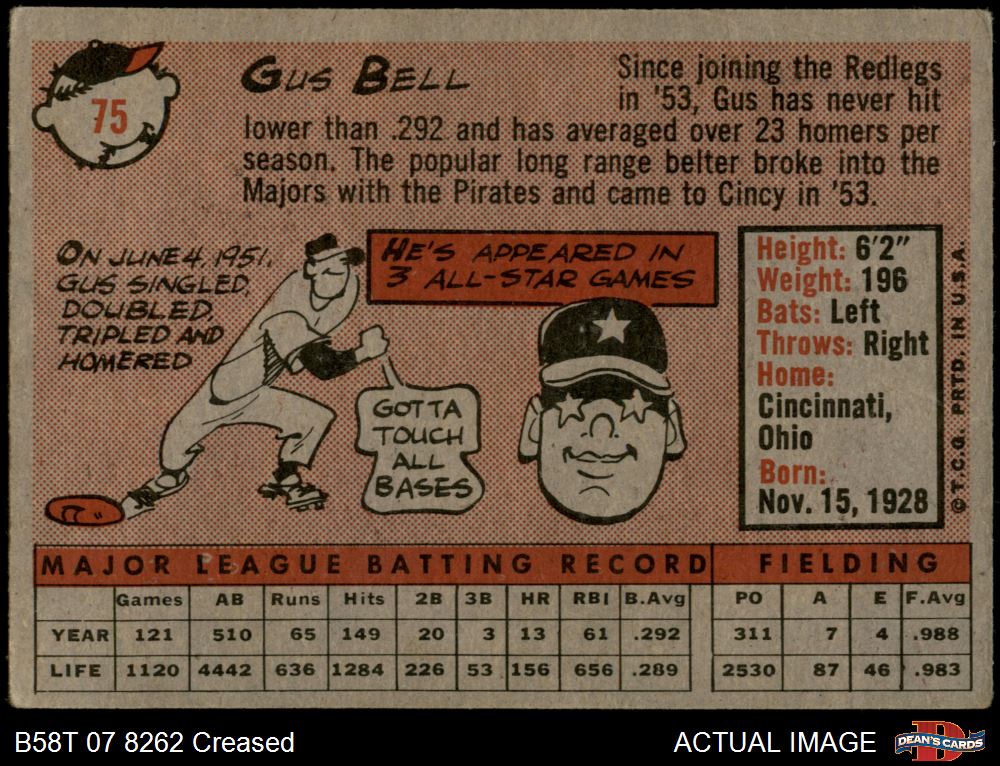 75
GUS BELL
Since joining the Redlegs
in '53, Gus has never hit
lower than .292 and has averaged over 23 homers per
season. The popular long range belter broke into the
Majors with the Pirates and came to Cincy in '53.
ON JUNE 4, 1951,
GUS SINGLED,
DOUBLED,
TRIPLED AND
HOMERED
GOTTA
TOUCH
ALL
BASES
HE'S APPEARED IN
3 ALL-STAR GAMES
Height: 6'2"
Weight: 196
Bats: Left
Throws: Right
Home:
Cincinnati,
Ohio
Born:
Nov. 15, 1928
© T.C.G. PRTD. IN U.S.A.
MAJOR LEAGUE BATTING RECORD FIELDING
Games AB Runs Hits 2B 3B HR RBI B.Avg PO A E F.Avg
YEAR 121 510 65 149 20 3 13 61 .292 311 7 4 .988
LIFE 1120 4442 636 1284 226 53 156 656 .289 2530 87 46 .983
B58T 07 8262 Creased
ACTUAL IMAGE
DEAN'S CARDS